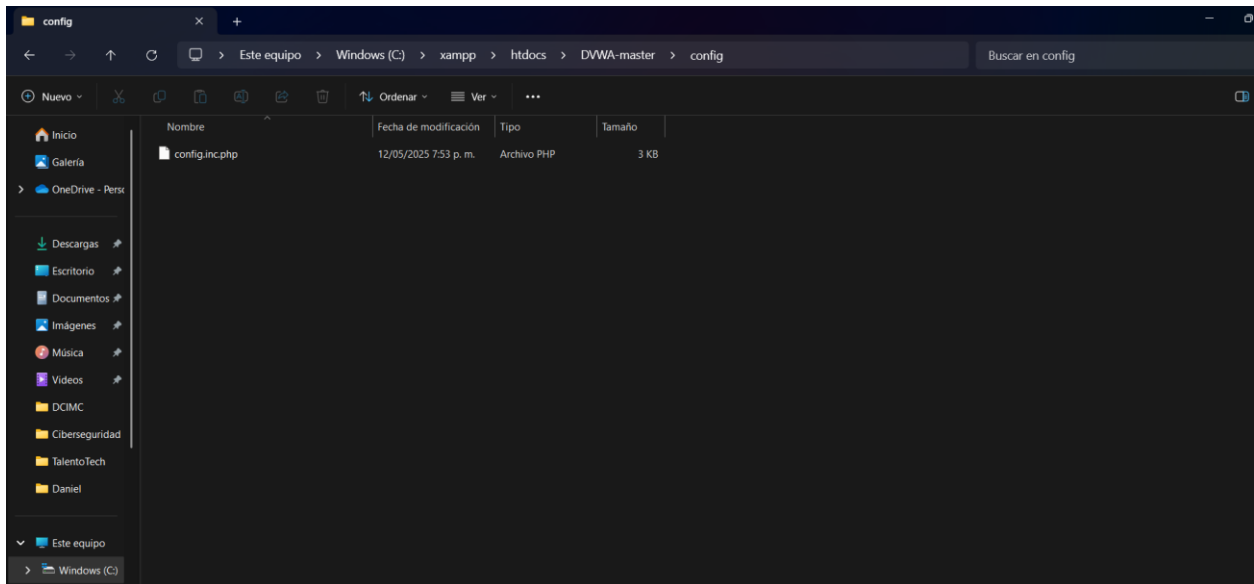 config
Este equipo > Windows (C:) > xampp > htdocs > DVWA-master > config
Buscar en config
Nuevo
Ordenar
Ver
Nombre
Fecha de modificación
Tipo
Tamaño
config.inc.php
12/05/2025 7:53 p. m.
Archivo PHP
3 KB
Inicio
Galería
OneDrive - Persc
Descargas
Escritorio
Documentos
Imágenes
Música
Videos
DCIMC
Ciberseguridad
TalentoTech
Daniel
Este equipo
Windows (C:)